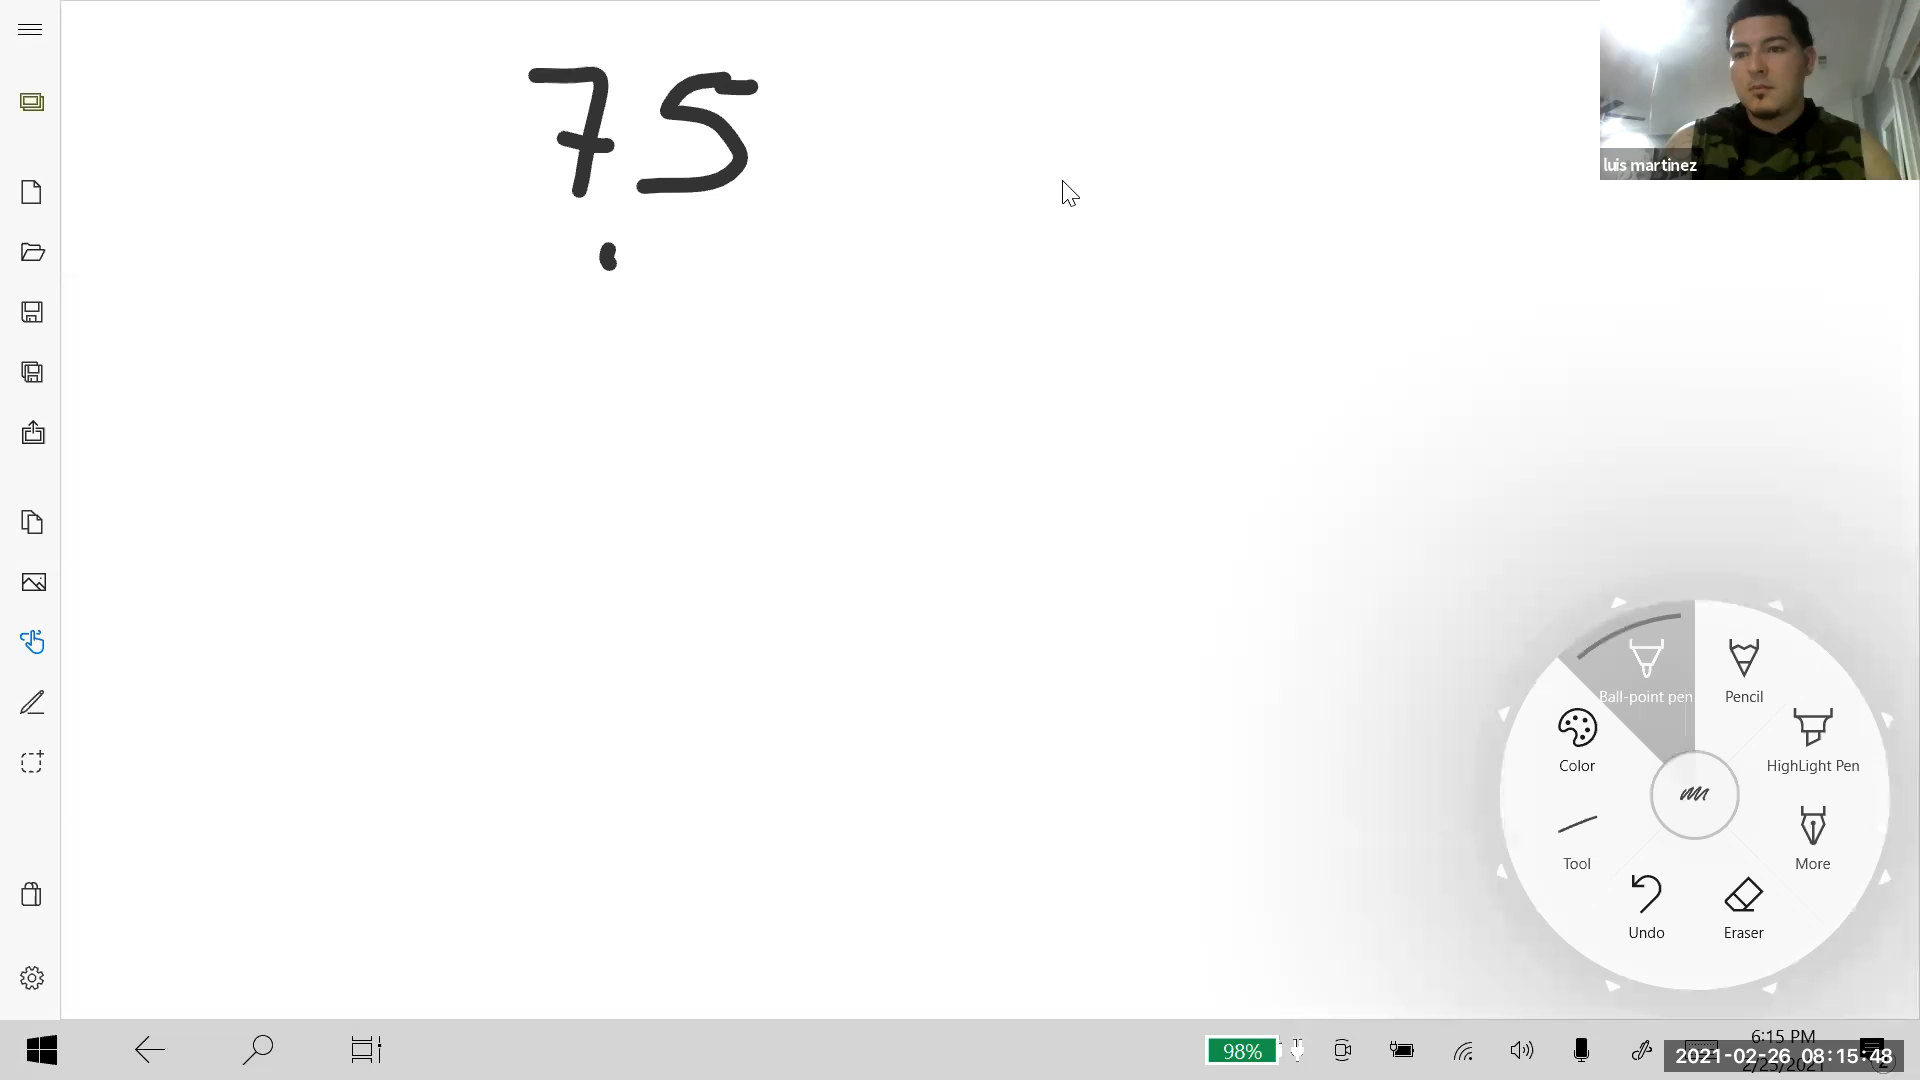 75
.
luis martinez
Ball-point pen
Pencil
Color
HighLight Pen
Tool
More
Undo
Eraser
98%
6:15 PM
2021-02-26 08:15:48